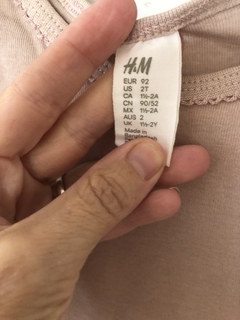 H&M
EUR 92
US 2T
CA 1½-2A
CN 90/52
MX 1½-2A
AUS 2
UK 1½-2Y
Made in
Bangladesh